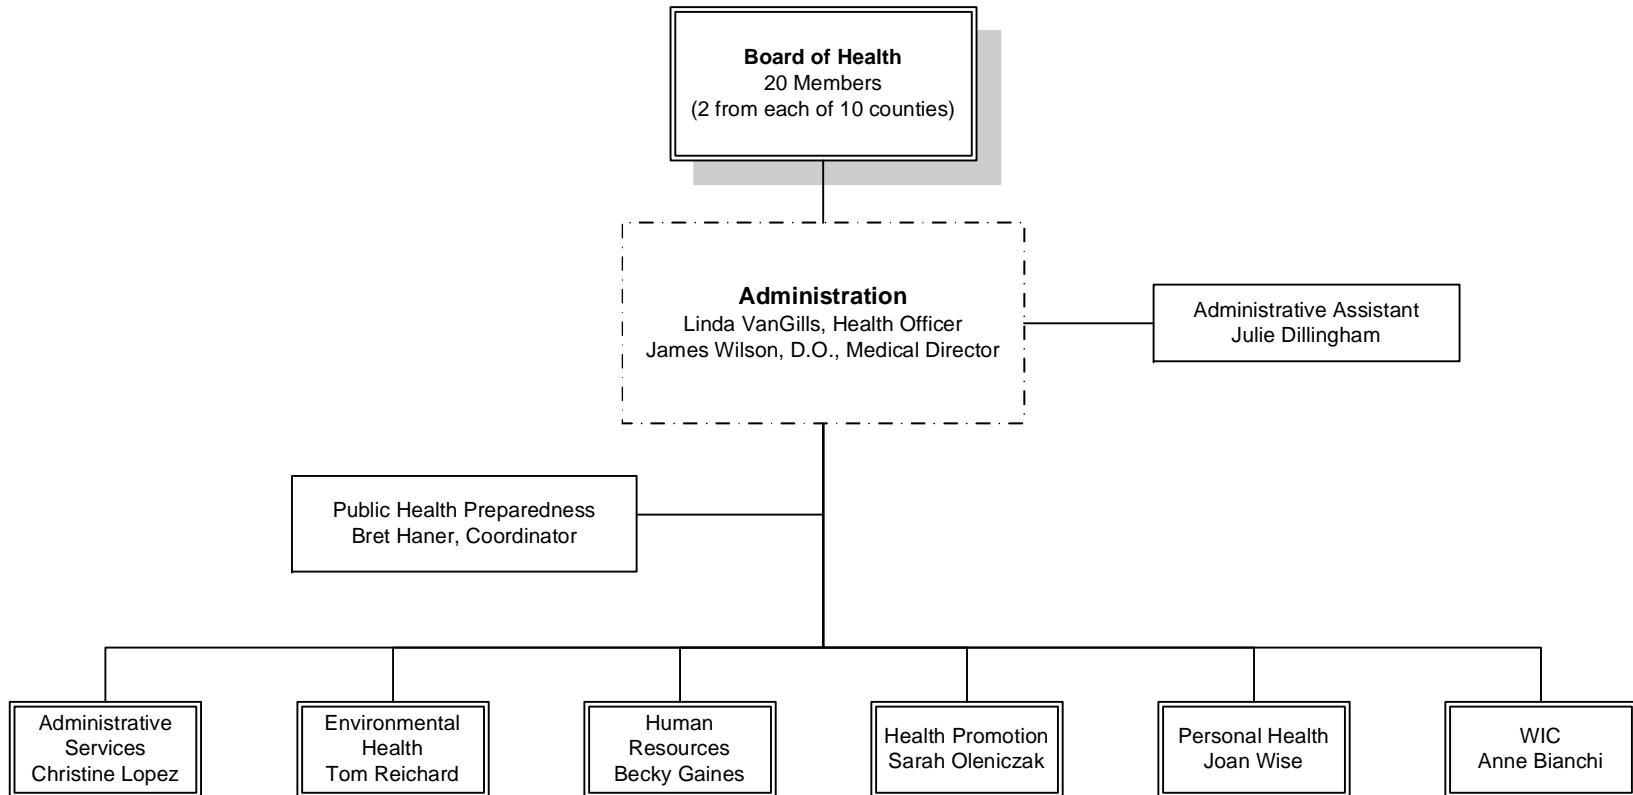 Board of Health
20 Members
(2 from each of 10 counties)
Administration
Linda VanGills, Health Officer
James Wilson, D.O., Medical Director
Administrative Assistant
Julie Dillingham
Public Health Preparedness
Bret Haner, Coordinator
Administrative
Services
Christine Lopez
Environmental
Health
Tom Reichard
Human
Resources
Becky Gaines
Health Promotion
Sarah Oleniczak
Personal Health
Joan Wise
WIC
Anne Bianchi